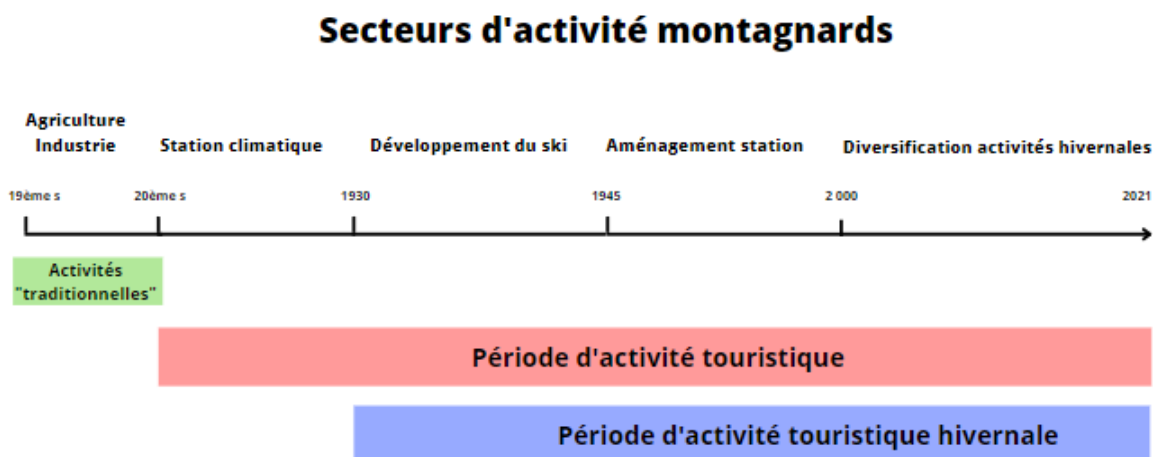 Secteurs d'activité montagnards
Agriculture
Industrie
Station climatique
Développement du ski
Aménagement station
Diversification activités hivernales
19ème s
20ème s
1930
1945
2 000
2021
Activités
"traditionnelles"
Période d'activité touristique
Période d'activité touristique hivernale